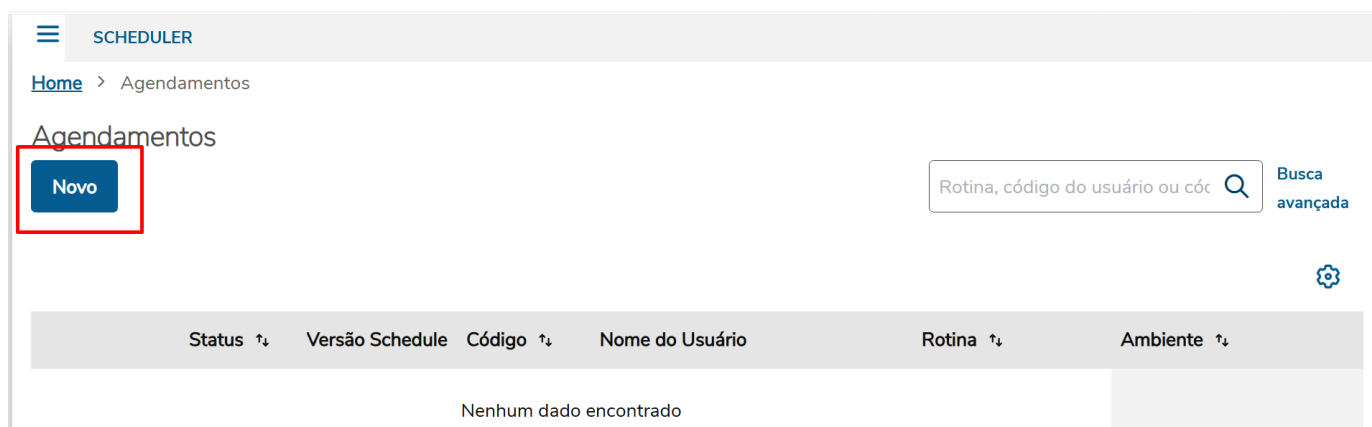 SCHEDULER
Home > Agendamentos
Agendamentos
Novo
Rotina, código do usuário ou cóc
Busca avançada
Status Versão Schedule Código Nome do Usuário Rotina Ambiente
Nenhum dado encontrado